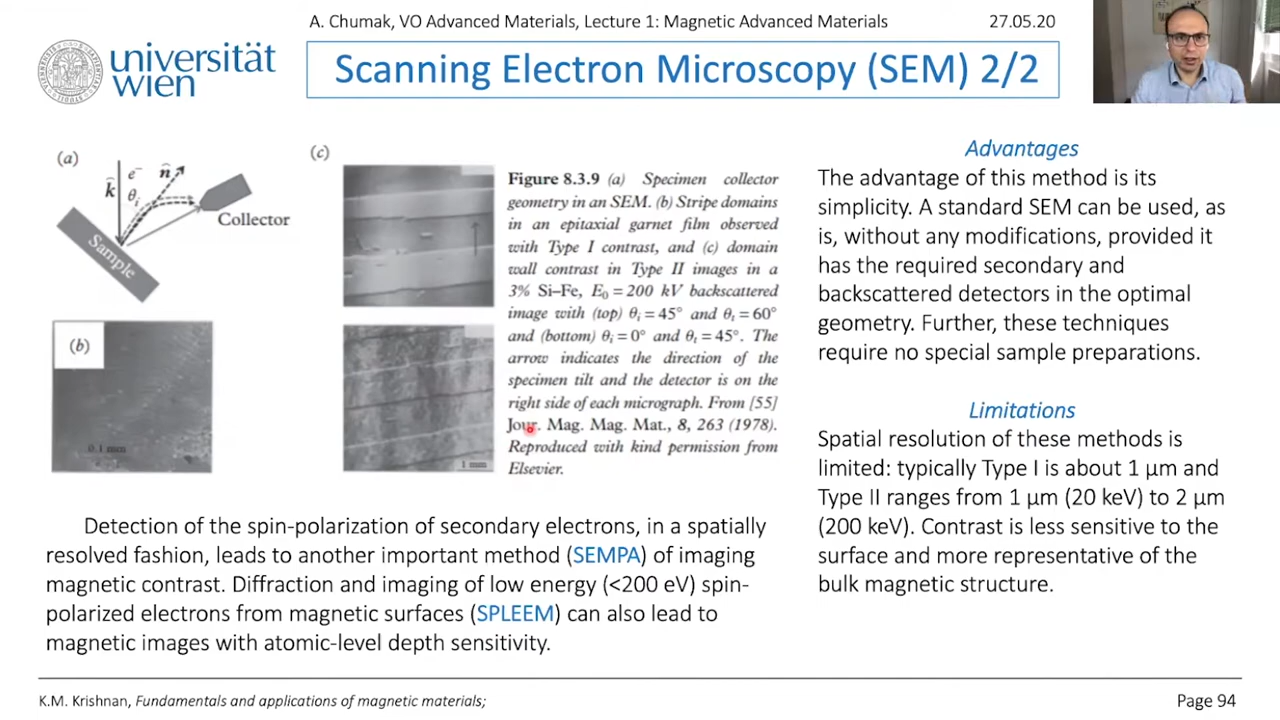 A. Chumak, VO Advanced Materials, Lecture 1: Magnetic Advanced Materials
27.05.20
universität
wien
Scanning Electron Microscopy (SEM) 2/2
(a)
k̂
e⁻
θᵢ
n̂
Collector
Sample
(b)
0.1 mm
(c)
1 mm
Figure 8.3.9 (a) Specimen collector
geometry in an SEM. (b) Stripe domains
in an epitaxial garnet film observed
with Type I contrast, and (c) domain
wall contrast in Type II images in a
3% Si–Fe, E₀ = 200 kV backscattered
image with (top) θᵢ = 45° and θₜ = 60°
and (bottom) θᵢ = 0° and θₜ = 45°. The
arrow indicates the direction of the
specimen tilt and the detector is on the
right side of each micrograph. From [55]
Jour. Mag. Mag. Mat., 8, 263 (1978).
Reproduced with kind permission from
Elsevier.
Detection of the spin-polarization of secondary electrons, in a spatially
resolved fashion, leads to another important method (SEMPA) of imaging
magnetic contrast. Diffraction and imaging of low energy (<200 eV) spin-
polarized electrons from magnetic surfaces (SPLEEM) can also lead to
magnetic images with atomic-level depth sensitivity.
Advantages
The advantage of this method is its
simplicity. A standard SEM can be used, as
is, without any modifications, provided it
has the required secondary and
backscattered detectors in the optimal
geometry. Further, these techniques
require no special sample preparations.
Limitations
Spatial resolution of these methods is
limited: typically Type I is about 1 μm and
Type II ranges from 1 μm (20 keV) to 2 μm
(200 keV). Contrast is less sensitive to the
surface and more representative of the
bulk magnetic structure.
K.M. Krishnan, Fundamentals and applications of magnetic materials;
Page 94